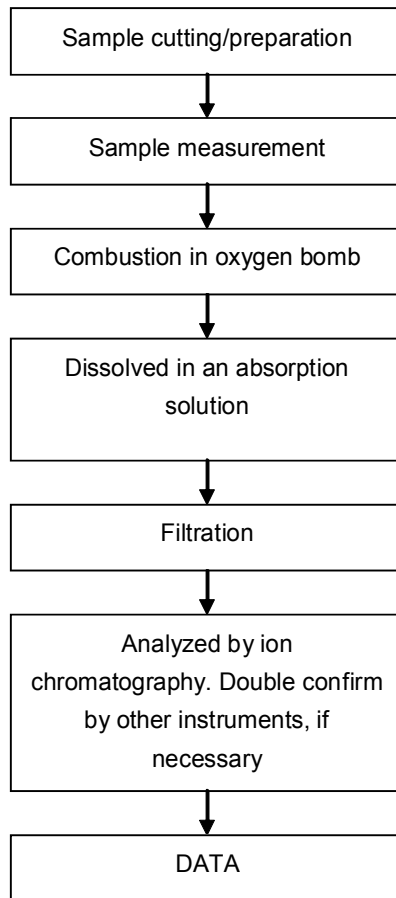 Sample cutting/preparation
Sample measurement
Combustion in oxygen bomb
Dissolved in an absorption
solution
Filtration
Analyzed by ion
chromatography. Double confirm
by other instruments, if
necessary
DATA